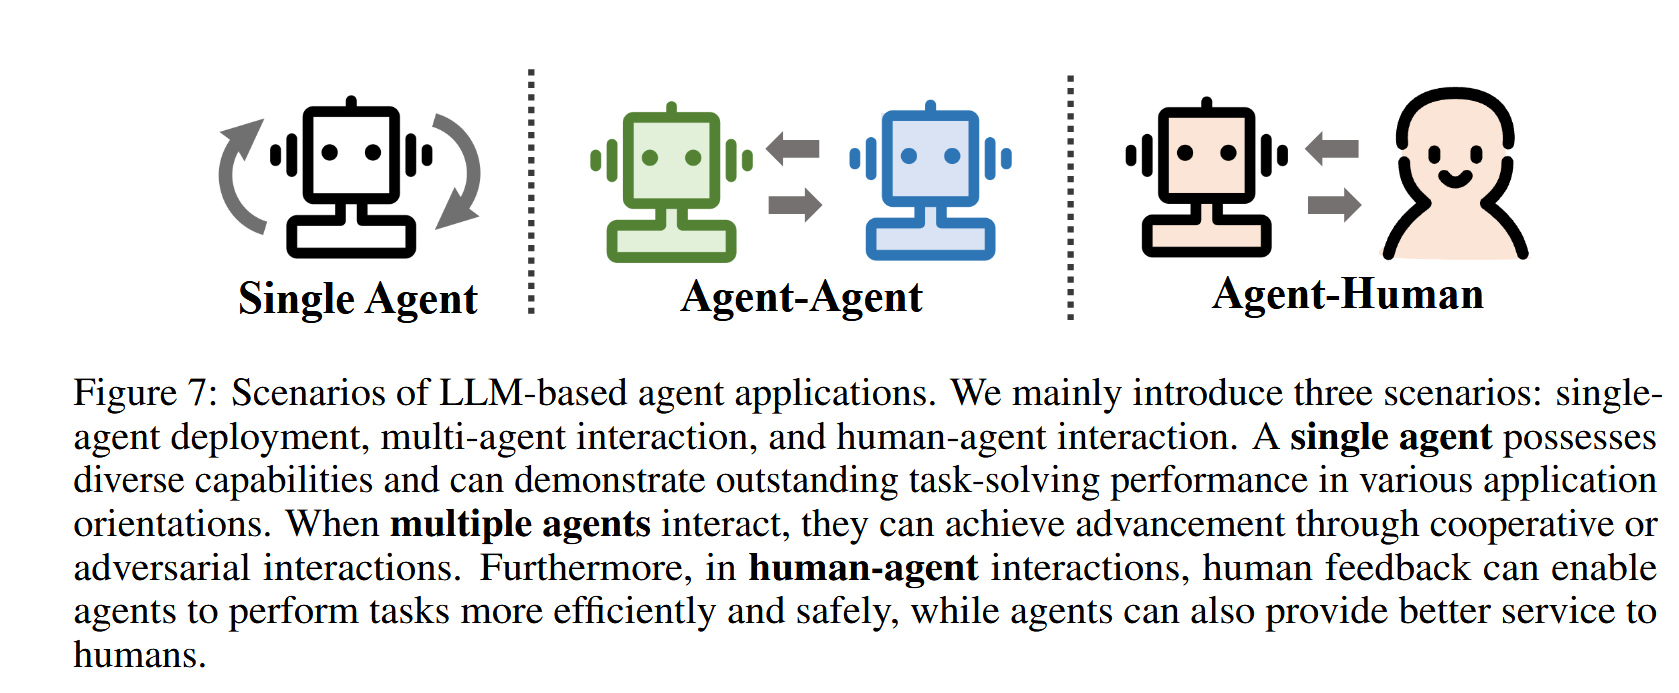 Single Agent
Agent-Agent
Agent-Human
Figure 7: Scenarios of LLM-based agent applications. We mainly introduce three scenarios: single-
agent deployment, multi-agent interaction, and human-agent interaction. A single agent possesses
diverse capabilities and can demonstrate outstanding task-solving performance in various application
orientations. When multiple agents interact, they can achieve advancement through cooperative or
adversarial interactions. Furthermore, in human-agent interactions, human feedback can enable
agents to perform tasks more efficiently and safely, while agents can also provide better service to
humans.